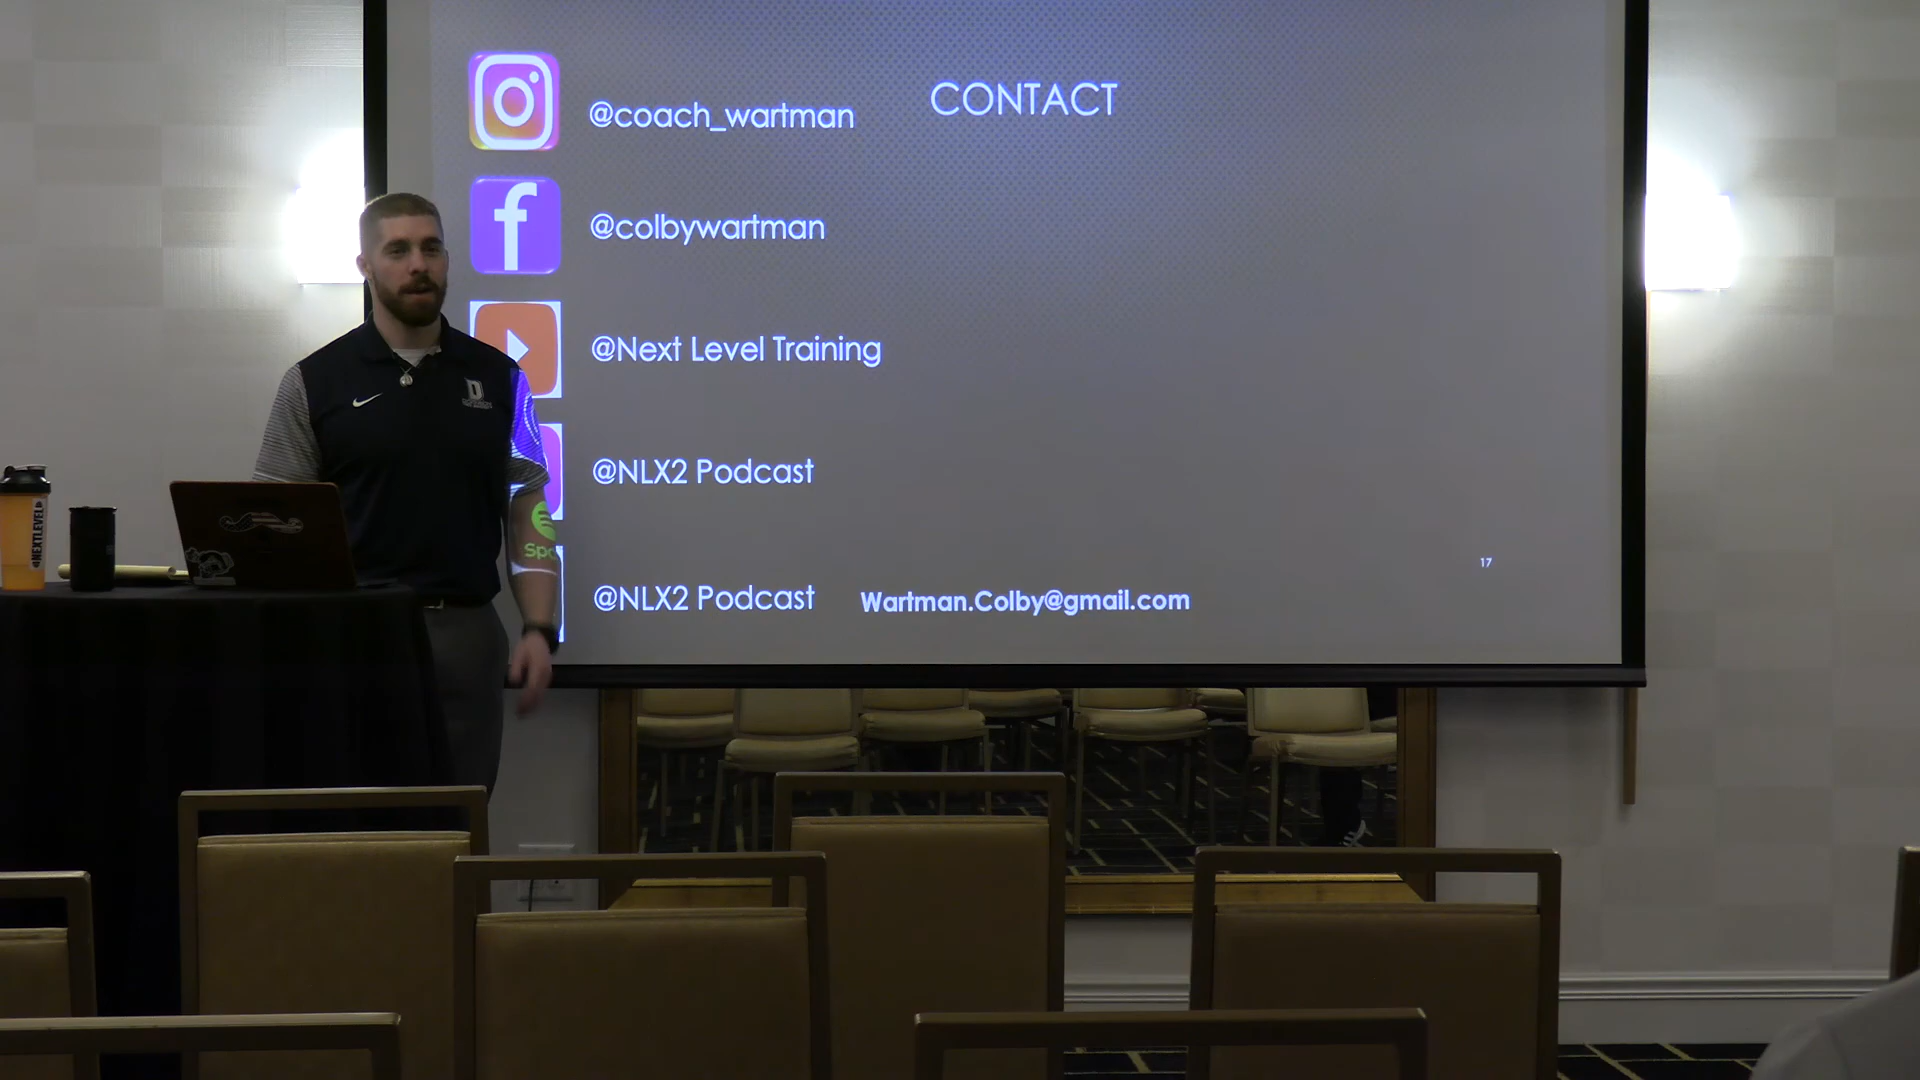 CONTACT
@coach_wartman
@colbywartman
@Next Level Training
@NLX2 Podcast
@NLX2 Podcast
Wartman.Colby@gmail.com
17
NEXTLEVEL
D